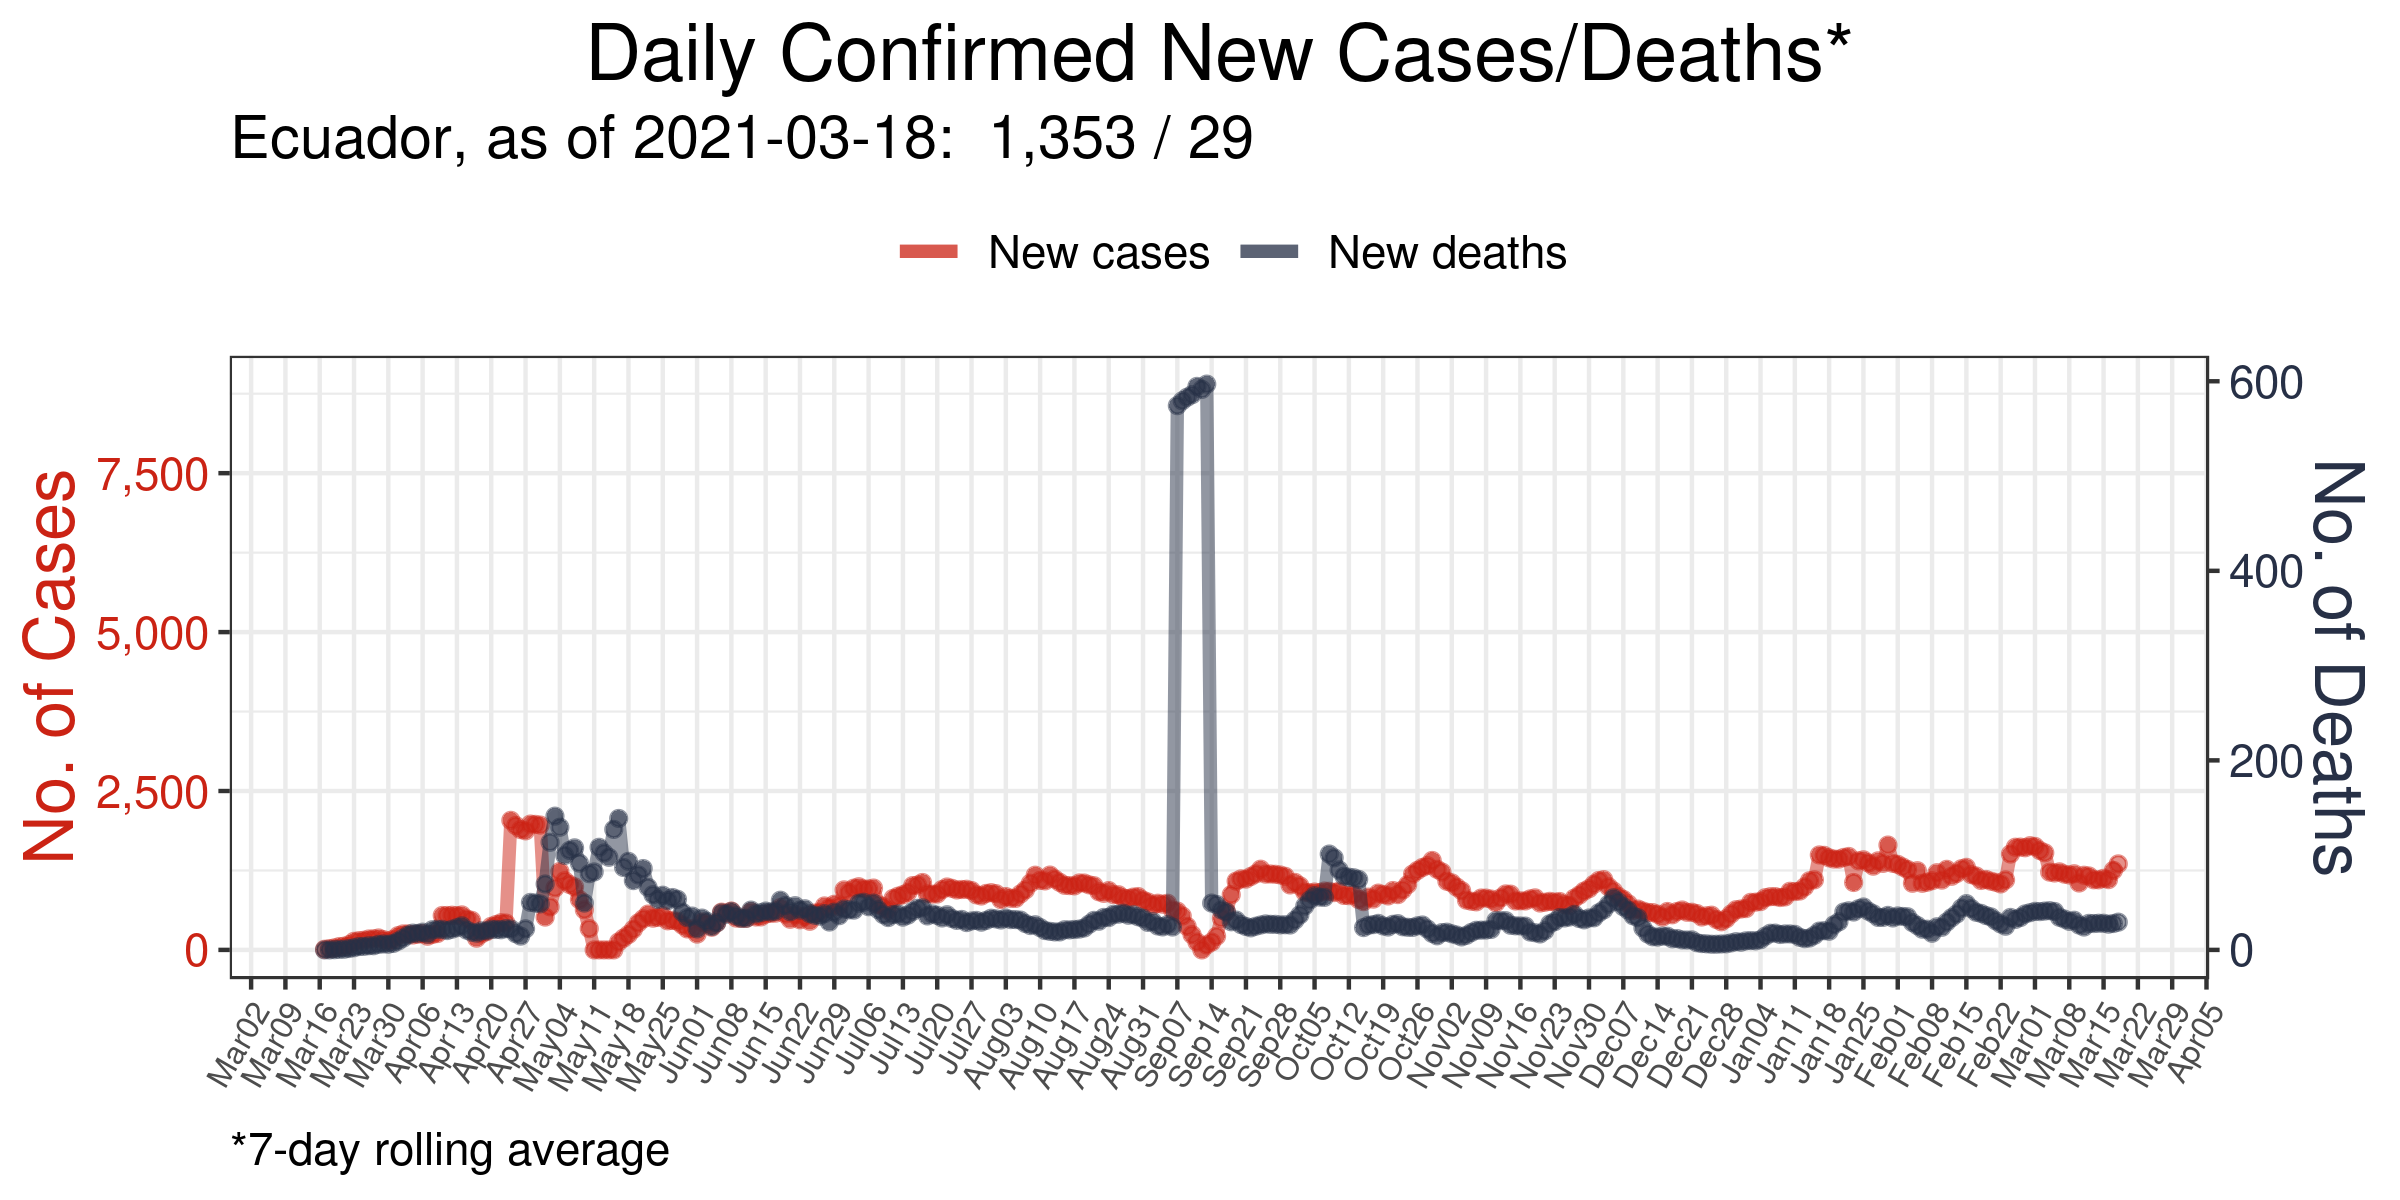 Daily Confirmed New Cases/Deaths*
Ecuador, as of 2021-03-18:  1,353 / 29
New cases
New deaths
No. of Cases
7,500
5,000
2,500
0
600
400
200
0
No. of Deaths
Mar02
Mar09
Mar16
Mar23
Mar30
Apr06
Apr13
Apr20
Apr27
May04
May11
May18
May25
Jun01
Jun08
Jun15
Jun22
Jun29
Jul06
Jul13
Jul20
Jul27
Aug03
Aug10
Aug17
Aug24
Aug31
Sep07
Sep14
Sep21
Sep28
Oct05
Oct12
Oct19
Oct26
Nov02
Nov09
Nov16
Nov23
Nov30
Dec07
Dec14
Dec21
Dec28
Jan04
Jan11
Jan18
Jan25
Feb01
Feb08
Feb15
Feb22
Mar01
Mar08
Mar15
Mar22
Mar29
Apr05
*7-day rolling average